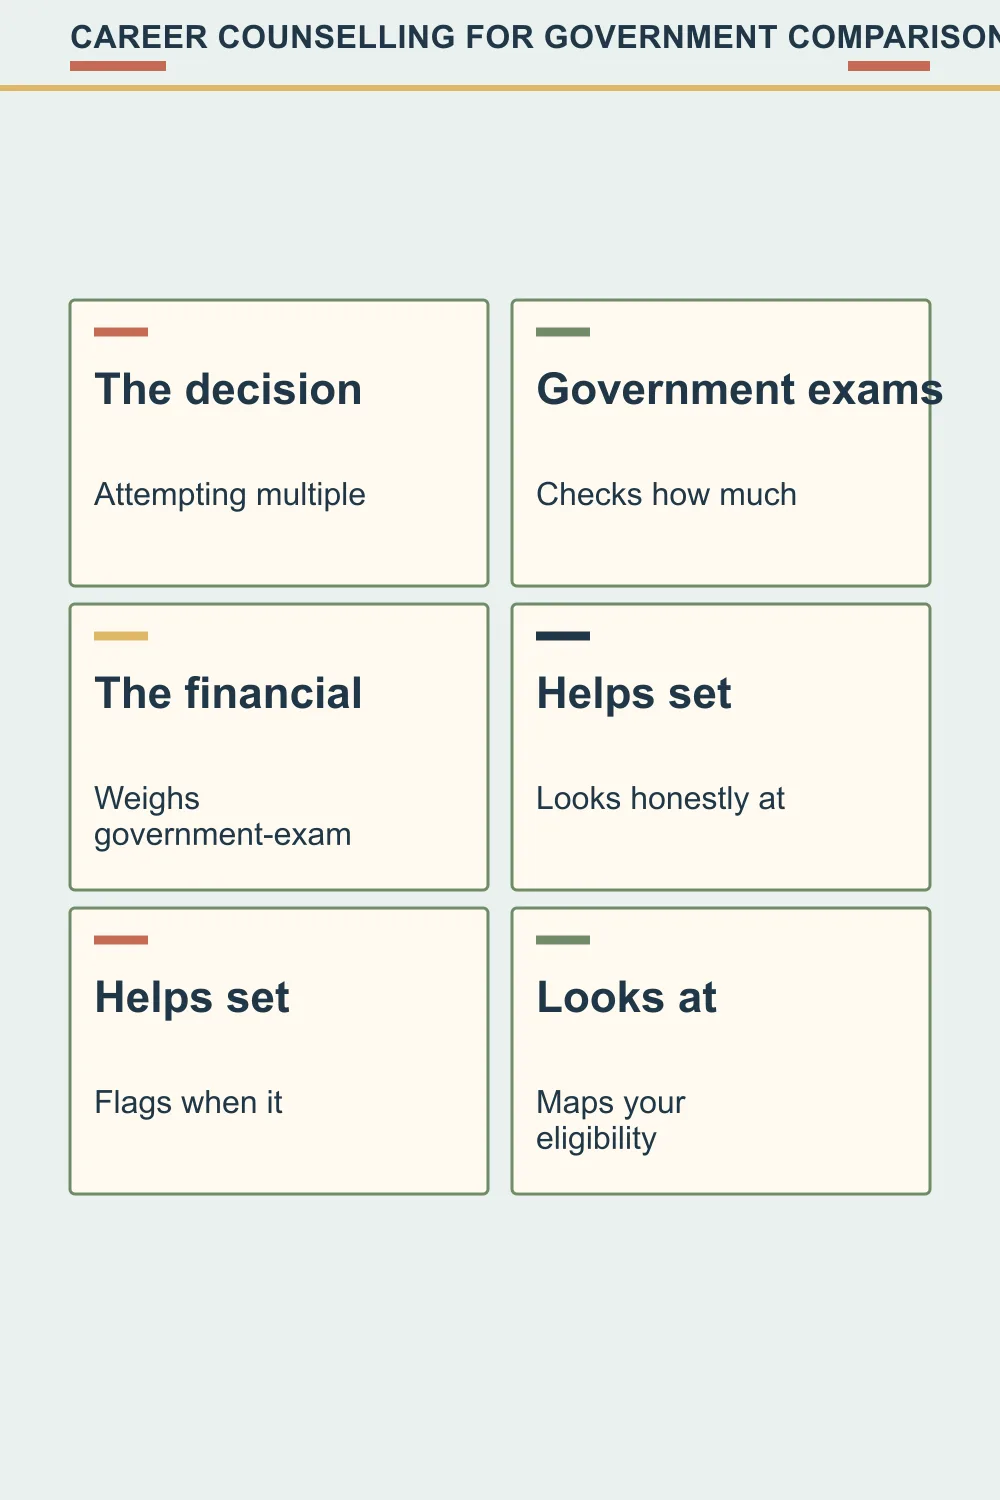 CAREER COUNSELLING FOR GOVERNMENT COMPARISON
The decision
Attempting multiple
Government exams
Checks how much
The financial
Weighs
government-exam
Helps set
Looks honestly at
Helps set
Flags when it
Looks at
Maps your
eligibility